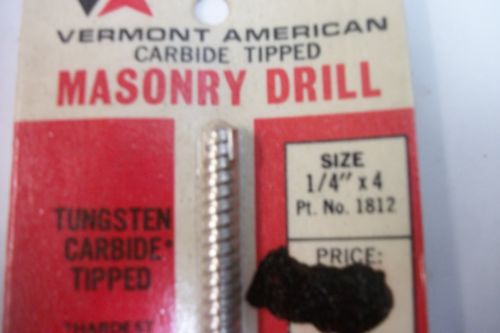 VERMONT AMERICAN
CARBIDE TIPPED
MASONRY DRILL
SIZE
1/4" x 4
Pt. No. 1812
PRICE:
TUNGSTEN
CARBIDE*
TIPPED